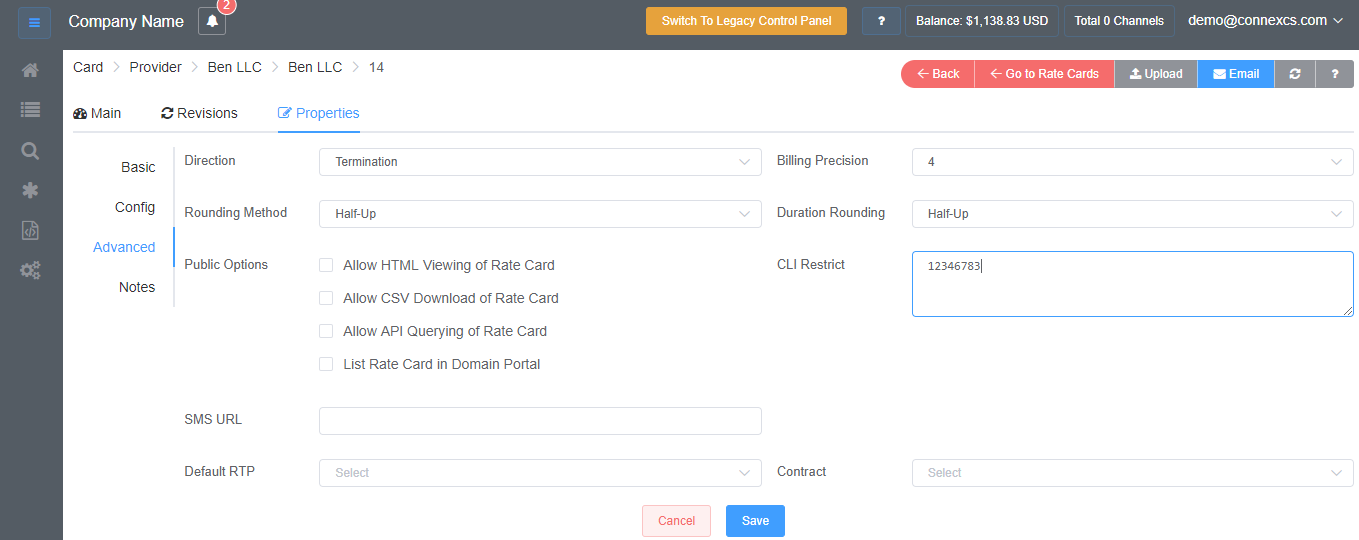 Company Name
2
Switch To Legacy Control Panel
?
Balance: $1,138.83 USD
Total 0 Channels
demo@connexcs.com
Card > Provider > Ben LLC > Ben LLC > 14
Back
Go to Rate Cards
Upload
Email
?
Main
Revisions
Properties
Basic
Config
Advanced
Notes
Direction
Termination
Billing Precision
4
Rounding Method
Half-Up
Duration Rounding
Half-Up
Public Options
Allow HTML Viewing of Rate Card
Allow CSV Download of Rate Card
Allow API Querying of Rate Card
List Rate Card in Domain Portal
CLI Restrict
12346783
SMS URL
Default RTP
Select
Contract
Select
Cancel
Save